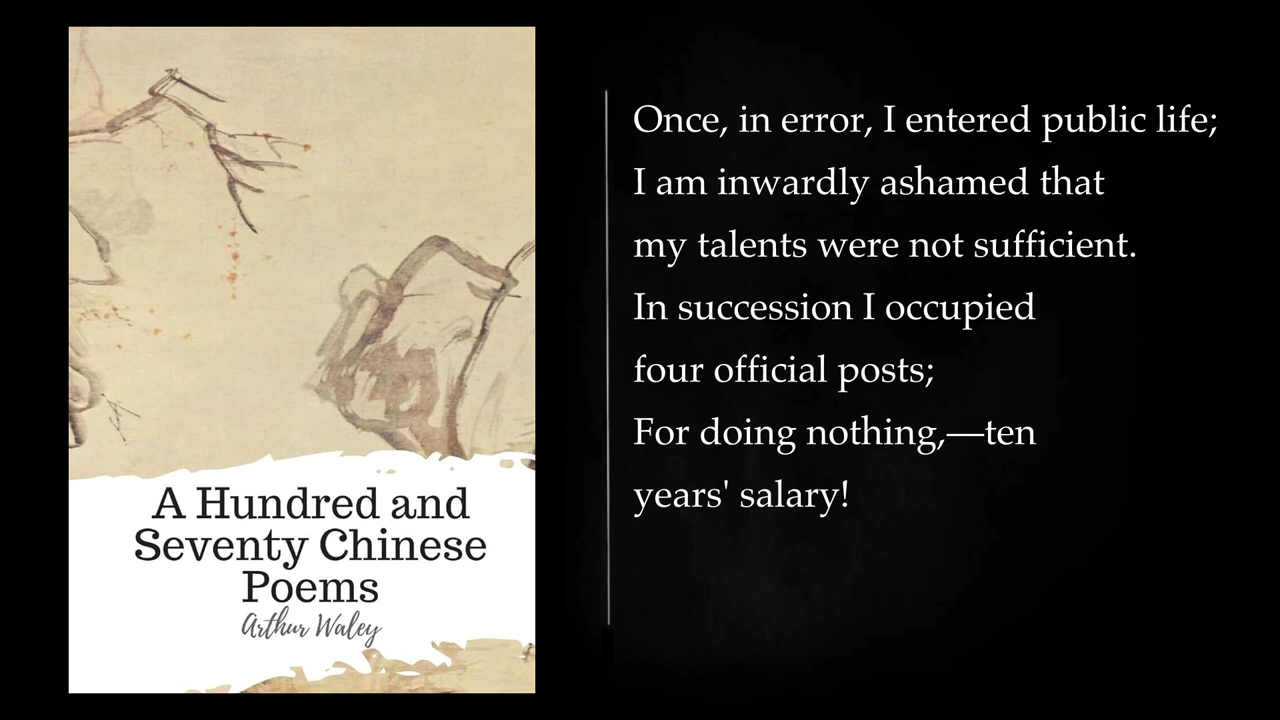 A Hundred and
Seventy Chinese
Poems
Arthur Waley
Once, in error, I entered public life;
I am inwardly ashamed that
my talents were not sufficient.
In succession I occupied
four official posts;
For doing nothing,—ten
years' salary!